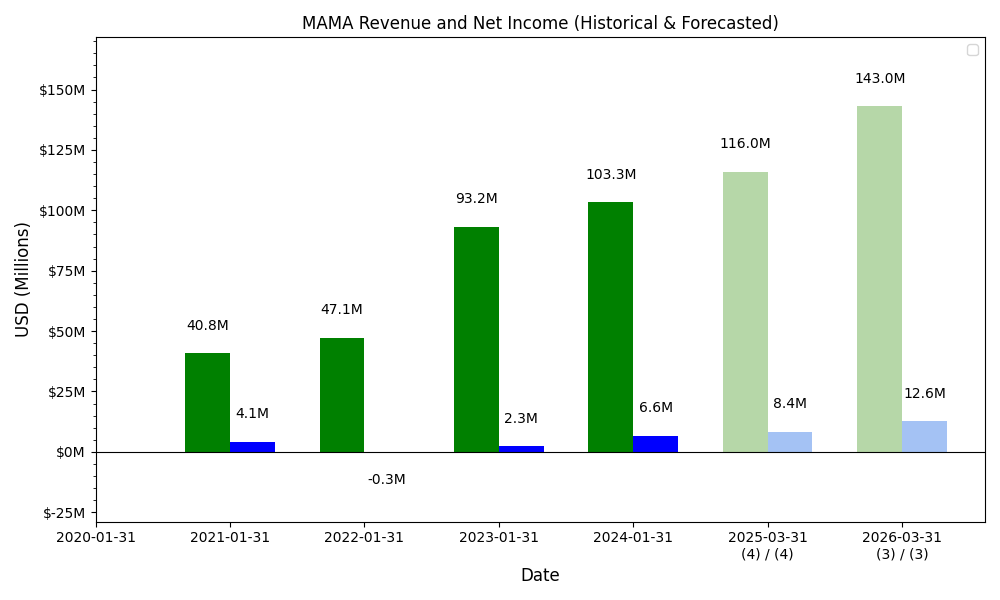 MAMA Revenue and Net Income (Historical & Forecasted)
USD (Millions)
$150M
$125M
$100M
$75M
$50M
$25M
$0M
$-25M
40.8M
4.1M
47.1M
-0.3M
93.2M
2.3M
103.3M
6.6M
116.0M
8.4M
143.0M
12.6M
2020-01-31
2021-01-31
2022-01-31
2023-01-31
2024-01-31
2025-03-31
(4) / (4)
2026-03-31
(3) / (3)
Date